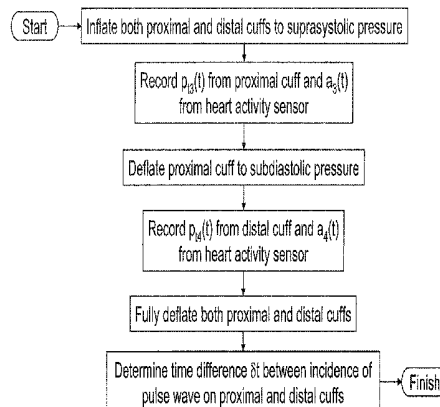 Start
Inflate both proximal and distal cuffs to suprasystolic pressure
Record p_i3(t) from proximal cuff and a_3(t)
from heart activity sensor
Deflate proximal cuff to subdiastolic pressure
Record p_i4(t) from distal cuff and a_4(t)
from heart activity sensor
Fully deflate both proximal and distal cuffs
Determine time difference δt between incidence of
pulse wave on proximal and distal cuffs
Finish